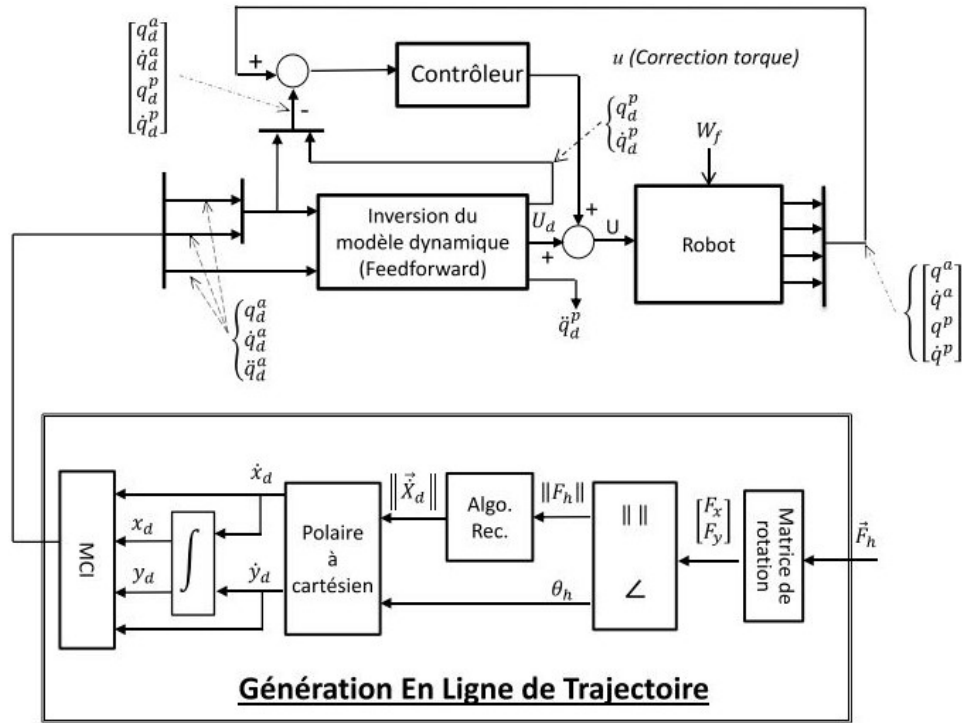 [q_d^a
q̇_d^a
q_d^p
q̇_d^p]
+
-
Contrôleur
u (Correction torque)
{q_d^p
q̇_d^p
W_f
Inversion du
modèle dynamique
(Feedforward)
U_d
+
+
U
Robot
q̈_d^p
{q_d^a
q̇_d^a
q̈_d^a
{[q^a
q̇^a
q^p
q̇^p]
MCI
ẋ_d
x_d
y_d
∫
ẏ_d
Polaire
à
cartésien
‖Ẋ⃗_d‖
Algo.
Rec.
‖F_h‖
θ_h
‖ ‖
∠
[F_x
F_y]
Matrice de
rotation
F⃗_h
Génération En Ligne de Trajectoire